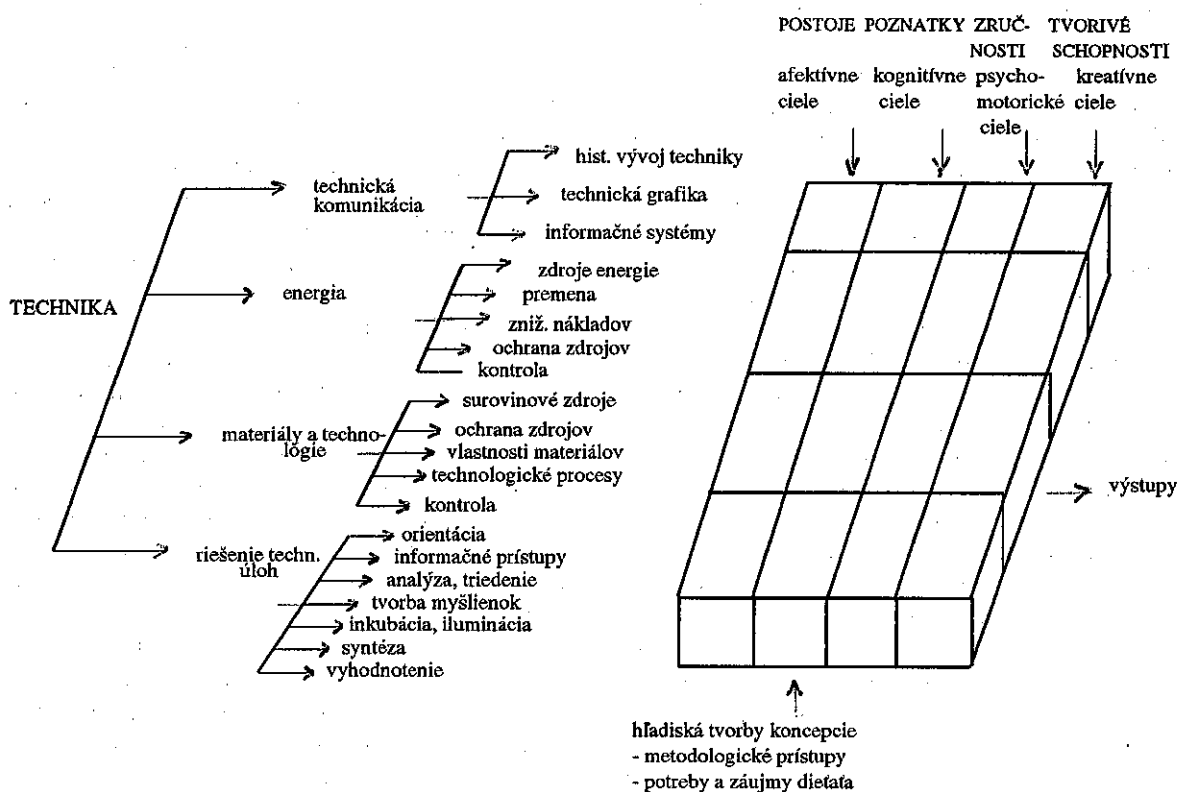 POSTOJE POZNATKY ZRUČ- TVORIVÉ
NOSTI SCHOPNOSTI
afektívne kognitívne psycho- kreatívne
ciele ciele motorické ciele
ciele
hist. vývoj techniky
technická
komunikácia
technická grafika
informačné systémy
TECHNIKA
energia
zdroje energie
premena
zniž. nákladov
ochrana zdrojov
kontrola
materiály a techno-
lógie
surovinové zdroje
ochrana zdrojov
vlastnosti materiálov
technologické procesy
kontrola
výstupy
riešenie techn.
úloh
orientácia
informačné prístupy
analýza, triedenie
tvorba myšlienok
inkubácia, iluminácia
syntéza
vyhodnotenie
hľadiská tvorby koncepcie
- metodologické prístupy
- potreby a záujmy dieťaťa